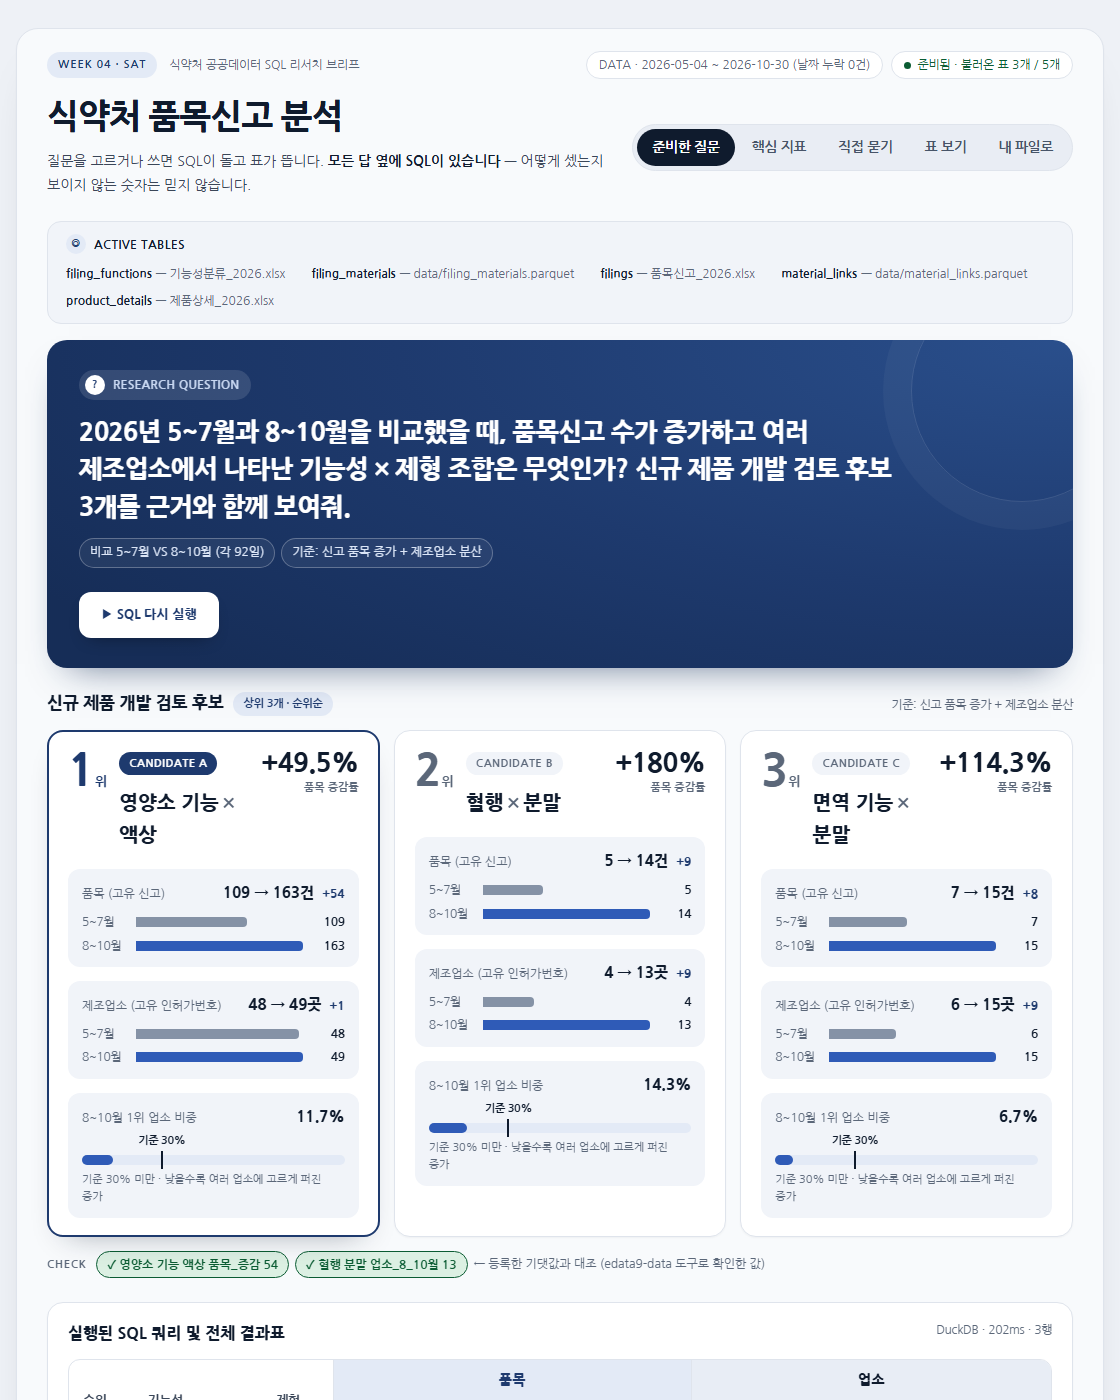 WEEK 04 · SAT 식약처 공공데이터 SQL 리서치 브리프
DATA · 2026-05-04 ~ 2026-10-30 (날짜 누락 0건) ● 준비됨 · 불러온 표 3개 / 5개
식약처 품목신고 분석
질문을 고르거나 쓰면 SQL이 돌고 표가 뜹니다. 모든 답 옆에 SQL이 있습니다 — 어떻게 셌는지
보이지 않는 숫자는 믿지 않습니다.
준비한 질문 핵심 지표 직접 묻기 표 보기 내 파일로
ACTIVE TABLES
filing_functions — 기능성분류_2026.xlsx filing_materials — data/filing_materials.parquet filings — 품목신고_2026.xlsx material_links — data/material_links.parquet
product_details — 제품상세_2026.xlsx
? RESEARCH QUESTION
2026년 5~7월과 8~10월을 비교했을 때, 품목신고 수가 증가하고 여러
제조업소에서 나타난 기능성 × 제형 조합은 무엇인가? 신규 제품 개발 검토 후보
3개를 근거와 함께 보여줘.
비교 5~7월 VS 8~10월 (각 92일) 기준: 신고 품목 증가 + 제조업소 분산
▶ SQL 다시 실행
신규 제품 개발 검토 후보 상위 3개 · 순위순
기준: 신고 품목 증가 + 제조업소 분산
1위 CANDIDATE A +49.5%
품목 증감률
영양소 기능 ×
액상
품목 (고유 신고) 109 → 163건 +54
5~7월 109
8~10월 163
제조업소 (고유 인허가번호) 48 → 49곳 +1
5~7월 48
8~10월 49
8~10월 1위 업소 비중 11.7%
기준 30%
기준 30% 미만 · 낮을수록 여러 업소에 고르게 퍼진
증가
2위 CANDIDATE B +180%
품목 증감률
혈행 × 분말
품목 (고유 신고) 5 → 14건 +9
5~7월 5
8~10월 14
제조업소 (고유 인허가번호) 4 → 13곳 +9
5~7월 4
8~10월 13
8~10월 1위 업소 비중 14.3%
기준 30%
기준 30% 미만 · 낮을수록 여러 업소에 고르게 퍼진
증가
3위 CANDIDATE C +114.3%
품목 증감률
면역 기능 ×
분말
품목 (고유 신고) 7 → 15건 +8
5~7월 7
8~10월 15
제조업소 (고유 인허가번호) 6 → 15곳 +9
5~7월 6
8~10월 15
8~10월 1위 업소 비중 6.7%
기준 30%
기준 30% 미만 · 낮을수록 여러 업소에 고르게 퍼진
증가
CHECK ✓ 영양소 기능 액상 품목_증감 54 ✓ 혈행 분말 업소_8_10월 13 ← 등록한 기댓값과 대조 (edata9-data 도구로 확인한 값)
실행된 SQL 쿼리 및 전체 결과표
DuckDB · 202ms · 3행
품목 업소